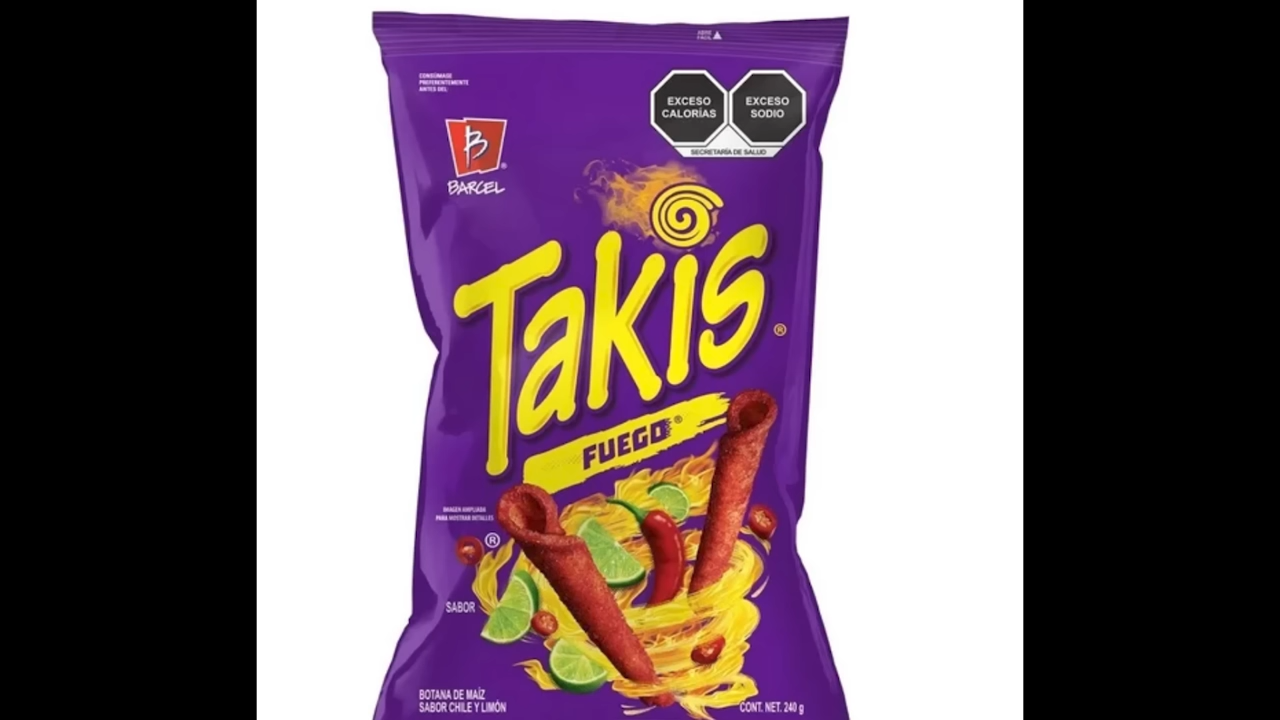 ABRE
FÁCIL
CONSÚMASE
PREFERENTEMENTE
ANTES DEL:
EXCESO
CALORÍAS
EXCESO
SODIO
SECRETARÍA DE SALUD
B
®
BARCEL
Takis
®
FUEGO®
IMAGEN AMPLIADA
PARA MOSTRAR DETALLES
®
SABOR
BOTANA DE MAÍZ
SABOR CHILE Y LIMÓN
CONT. NET. 240 g